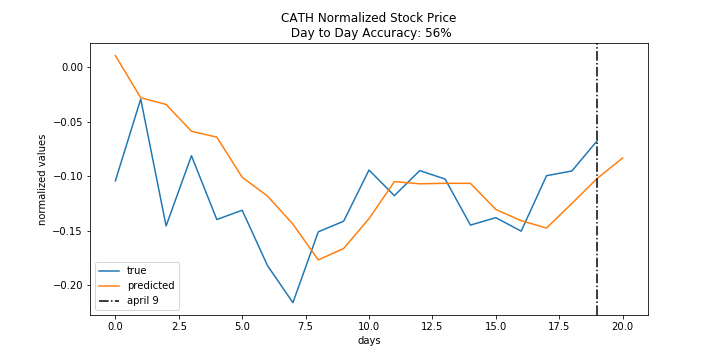 CATH Normalized Stock Price
Day to Day Accuracy: 56%
normalized values
0.00
−0.05
−0.10
−0.15
−0.20
true
predicted
april 9
0.0 2.5 5.0 7.5 10.0 12.5 15.0 17.5 20.0
days